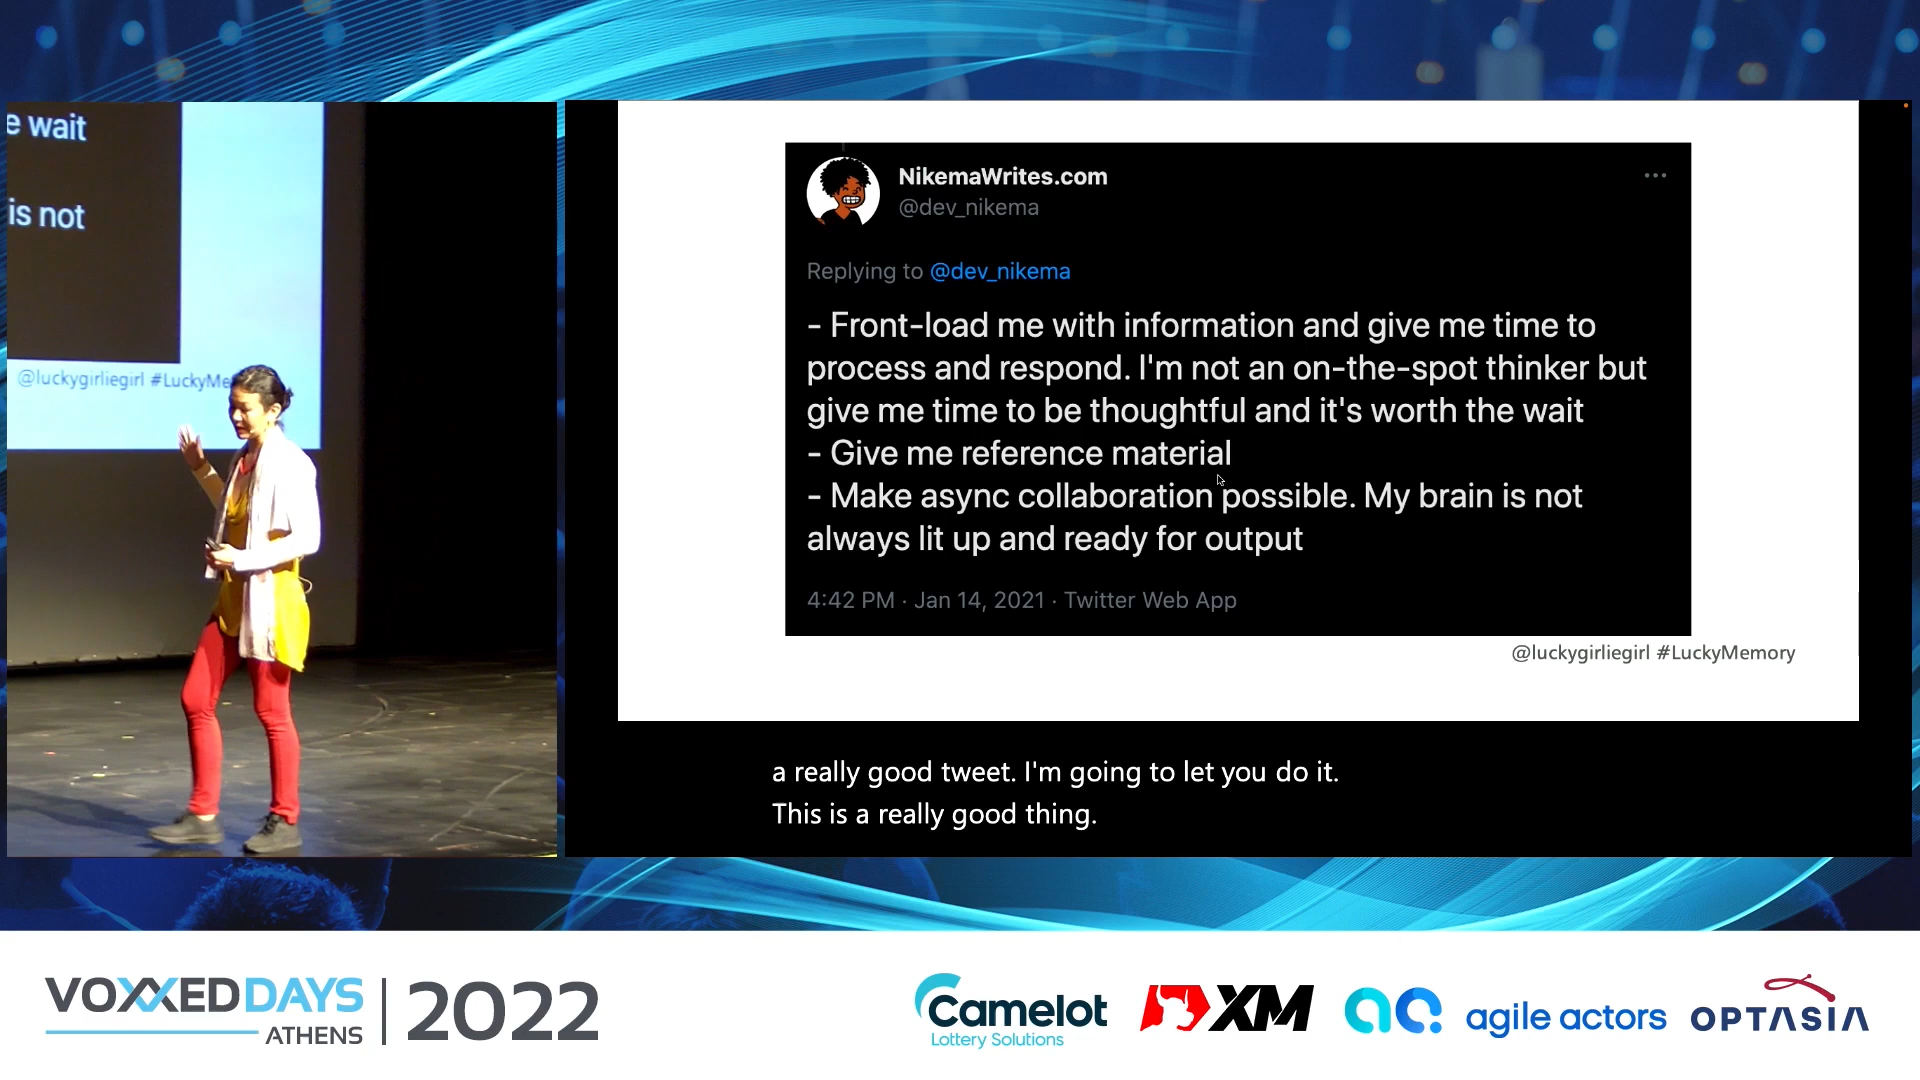 e wait
is not
@luckygirliegirl #LuckyMe
NikemaWrites.com
@dev_nikema
Replying to @dev_nikema
- Front-load me with information and give me time to
process and respond. I'm not an on-the-spot thinker but
give me time to be thoughtful and it's worth the wait
- Give me reference material
- Make async collaboration possible. My brain is not
always lit up and ready for output
4:42 PM · Jan 14, 2021 · Twitter Web App
@luckygirliegirl #LuckyMemory
a really good tweet. I'm going to let you do it.
This is a really good thing.
VOXXEDDAYS
ATHENS
2022
Camelot
Lottery Solutions
XM
agile actors
OPTASIA